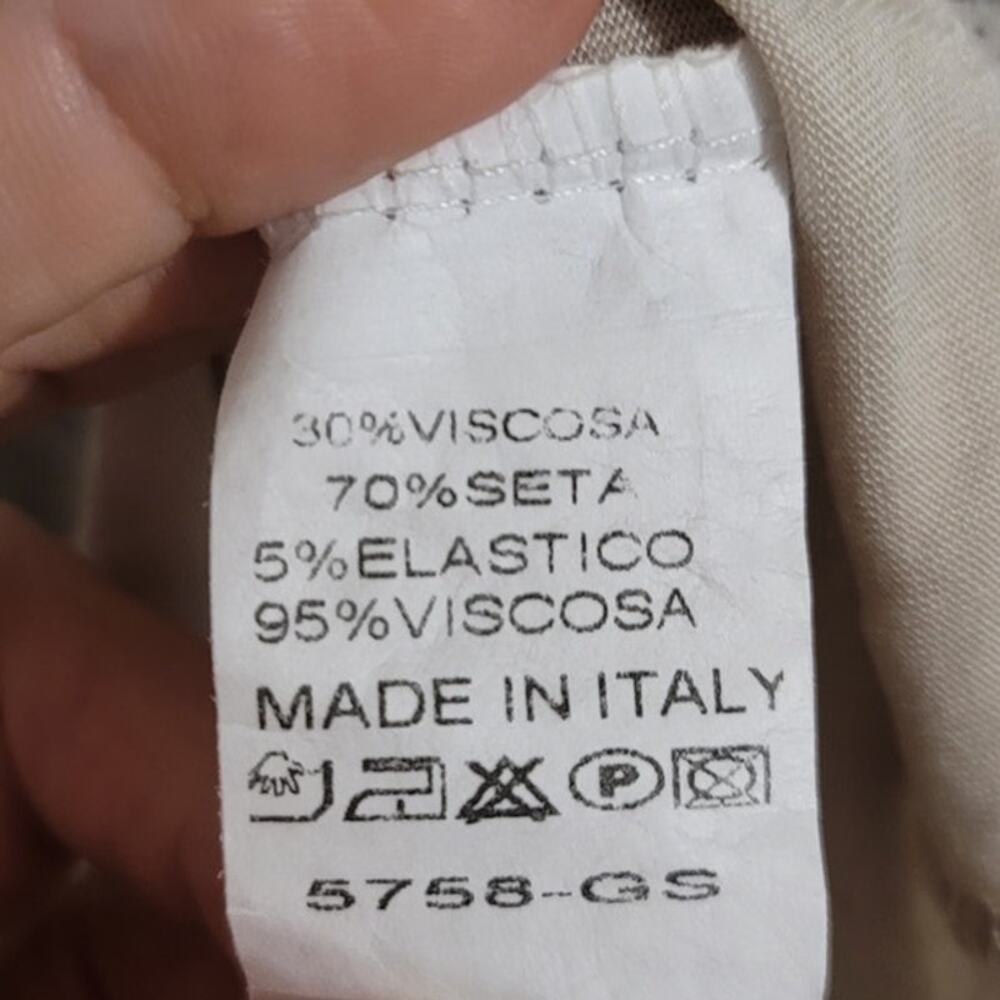 30%VISCOSA
70%SETA
5%ELASTICO
95%VISCOSA
MADE IN ITALY
P
5758-GS